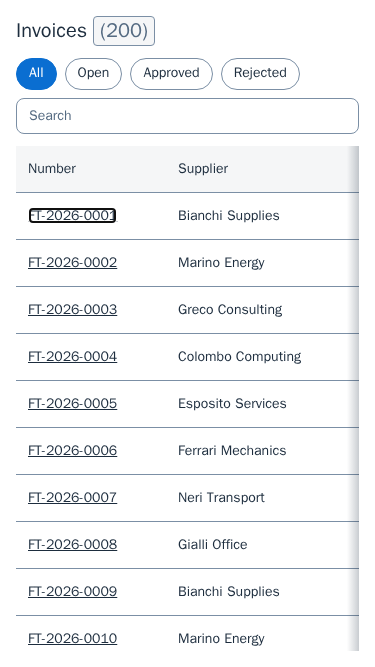 Invoices (200)
All Open Approved Rejected
Search
Number Supplier
FT-2026-0001 Bianchi Supplies
FT-2026-0002 Marino Energy
FT-2026-0003 Greco Consulting
FT-2026-0004 Colombo Computing
FT-2026-0005 Esposito Services
FT-2026-0006 Ferrari Mechanics
FT-2026-0007 Neri Transport
FT-2026-0008 Gialli Office
FT-2026-0009 Bianchi Supplies
FT-2026-0010 Marino Energy